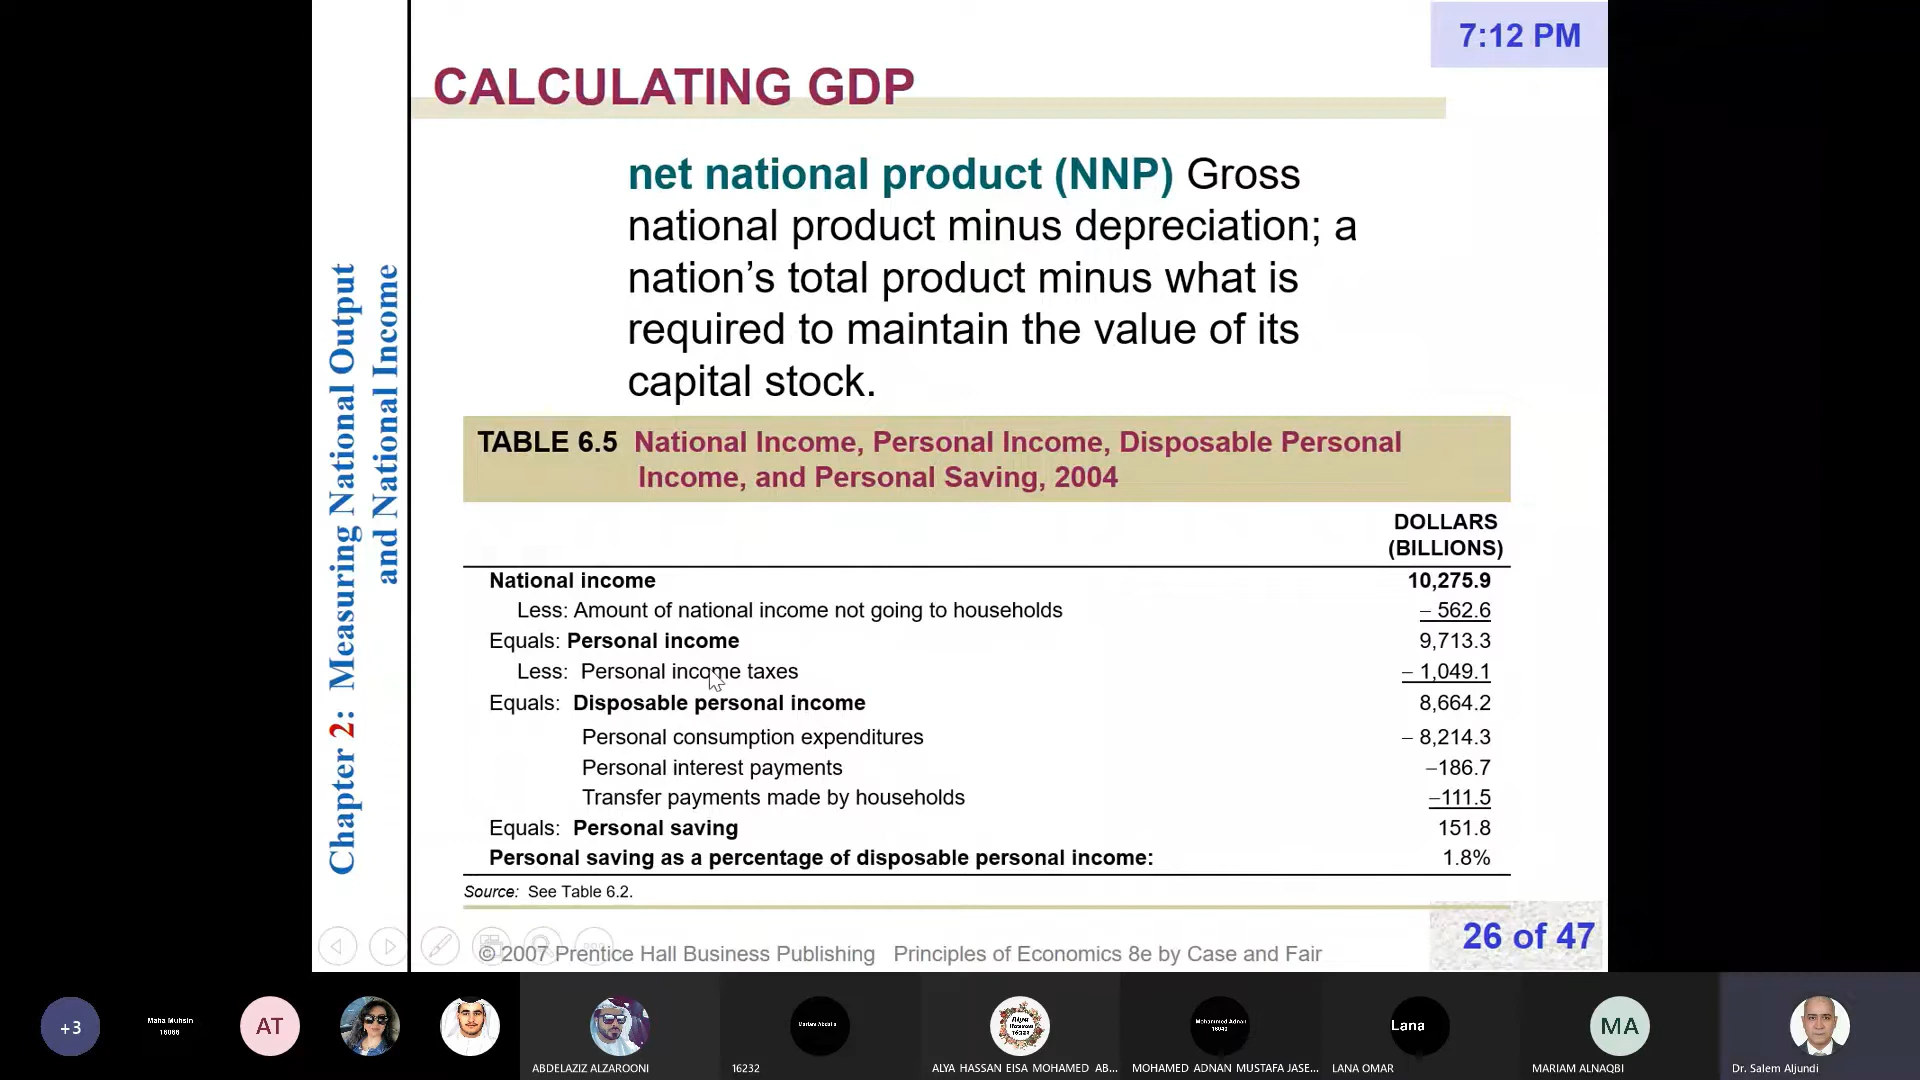 7:12 PM
CALCULATING GDP
Chapter 2: Measuring National Output
and National Income
net national product (NNP) Gross
national product minus depreciation; a
nation’s total product minus what is
required to maintain the value of its
capital stock.
TABLE 6.5 National Income, Personal Income, Disposable Personal
Income, and Personal Saving, 2004
DOLLARS
(BILLIONS)
National income 10,275.9
Less: Amount of national income not going to households – 562.6
Equals: Personal income 9,713.3
Less: Personal income taxes – 1,049.1
Equals: Disposable personal income 8,664.2
Personal consumption expenditures – 8,214.3
Personal interest payments –186.7
Transfer payments made by households –111.5
Equals: Personal saving 151.8
Personal saving as a percentage of disposable personal income: 1.8%
Source: See Table 6.2.
© 2007 Prentice Hall Business Publishing Principles of Economics 8e by Case and Fair
26 of 47
+3
Maha Muhsin
AT
Lana
MA
ABDELAZIZ ALZAROONI
16232
ALYA HASSAN EISA MOHAMED AB...
MOHAMED ADNAN MUSTAFA JASE...
LANA OMAR
MARIAM ALNAQBI
Dr. Salem Aljundi